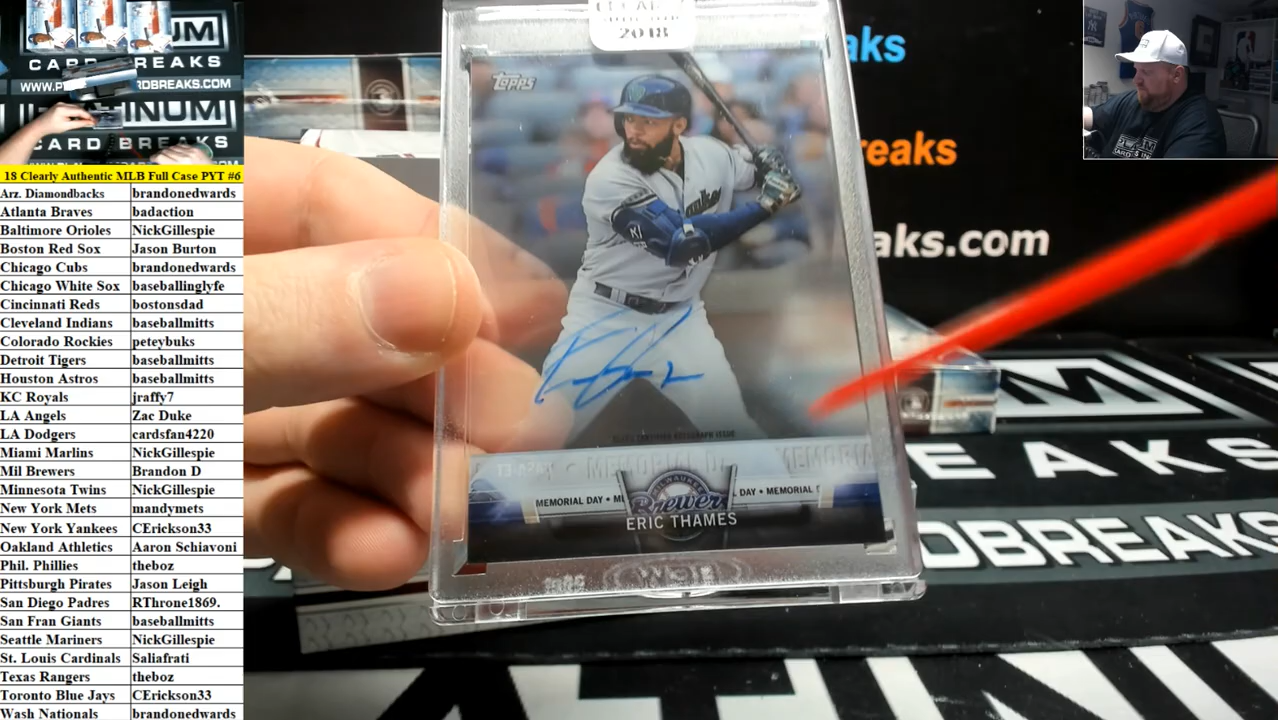 CARD BREAKS
WWW.P
RDBREAKS.COM
CARD BREAKS
18 Clearly Authentic MLB Full Case PYT #6
Arz. Diamondbacks brandonedwards
Atlanta Braves badaction
Baltimore Orioles NickGillespie
Boston Red Sox Jason Burton
Chicago Cubs brandonedwards
Chicago White Sox baseballinglyfe
Cincinnati Reds bostonsdad
Cleveland Indians baseballmitts
Colorado Rockies peteybuks
Detroit Tigers baseballmitts
Houston Astros baseballmitts
KC Royals jraffy7
LA Angels Zac Duke
LA Dodgers cardsfan4220
Miami Marlins NickGillespie
Mil Brewers Brandon D
Minnesota Twins NickGillespie
New York Mets mandymets
New York Yankees CErickson33
Oakland Athletics Aaron Schiavoni
Phil. Phillies theboz
Pittsburgh Pirates Jason Leigh
San Diego Padres RThrone1869.
San Fran Giants baseballmitts
Seattle Mariners NickGillespie
St. Louis Cardinals Saliafrati
Texas Rangers theboz
Toronto Blue Jays CErickson33
Wash Nationals brandonedwards
2018
Topps
MEMORIAL DAY • ME
L DAY • MEMORIAL
Brewers
ERIC THAMES
aks
reaks
aks.com
EAKS
DBREAKS